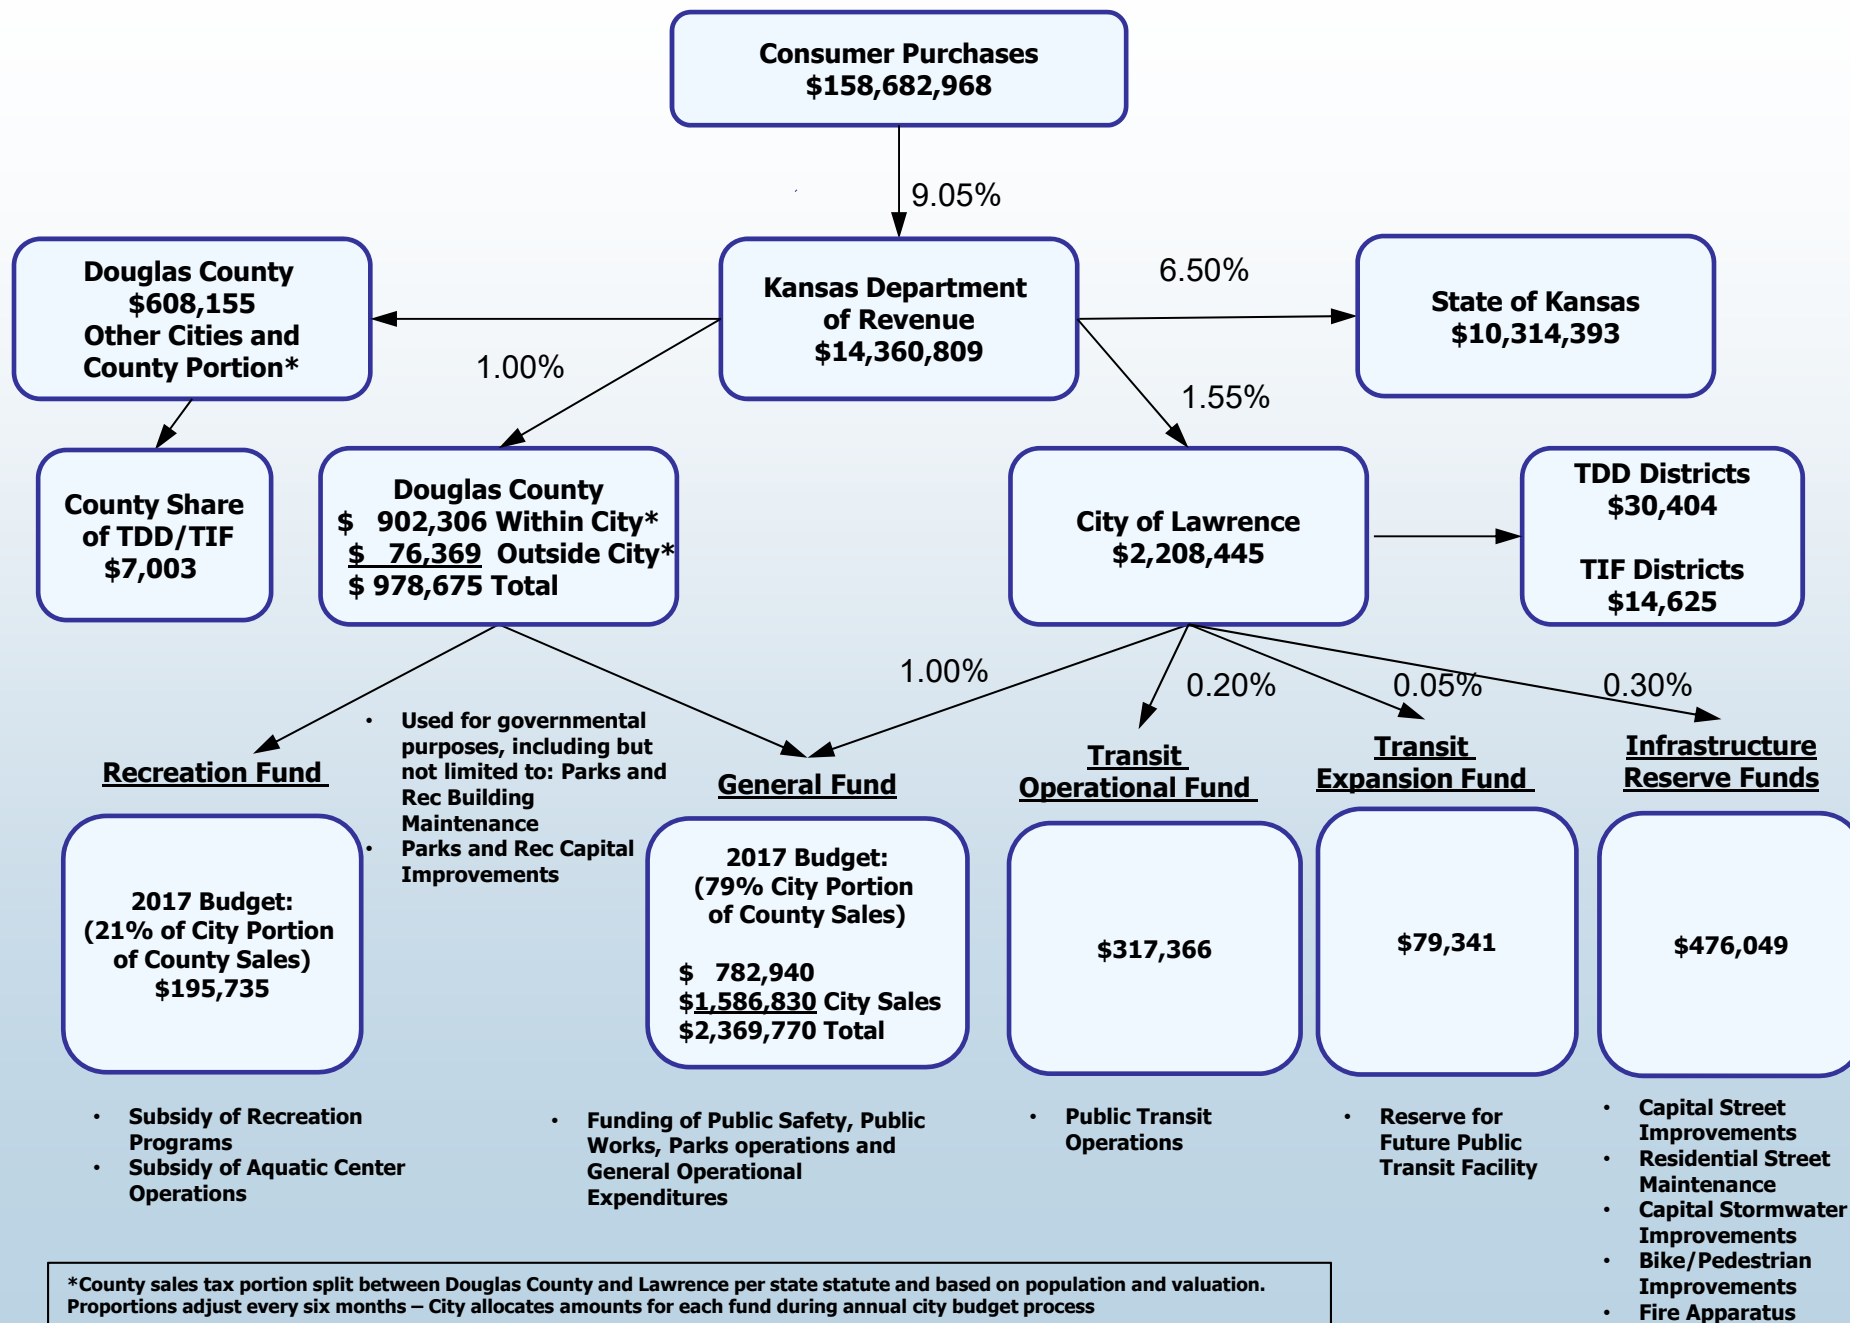 Consumer Purchases
$158,682,968
9.05%
Douglas County
$608,155
Other Cities and
County Portion*
Kansas Department
of Revenue
$14,360,809
6.50%
State of Kansas
$10,314,393
1.00%
1.55%
County Share
of TDD/TIF
$7,003
Douglas County
$ 902,306 Within City*
$ 76,369 Outside City*
$ 978,675 Total
City of Lawrence
$2,208,445
TDD Districts
$30,404
TIF Districts
$14,625
1.00%
0.20%
0.05%
0.30%
Recreation Fund
• Used for governmental
purposes, including but
not limited to: Parks and
Rec Building
Maintenance
• Parks and Rec Capital
Improvements
General Fund
Transit
Operational Fund
Transit
Expansion Fund
Infrastructure
Reserve Funds
2017 Budget:
(21% of City Portion
of County Sales)
$195,735
2017 Budget:
(79% City Portion
of County Sales)
$ 782,940
$1,586,830 City Sales
$2,369,770 Total
$317,366
$79,341
$476,049
• Subsidy of Recreation
Programs
• Subsidy of Aquatic Center
Operations
• Funding of Public Safety, Public
Works, Parks operations and
General Operational
Expenditures
• Public Transit
Operations
• Reserve for
Future Public
Transit Facility
• Capital Street
Improvements
• Residential Street
Maintenance
• Capital Stormwater
Improvements
• Bike/Pedestrian
Improvements
• Fire Apparatus
*County sales tax portion split between Douglas County and Lawrence per state statute and based on population and valuation.
Proportions adjust every six months – City allocates amounts for each fund during annual city budget process